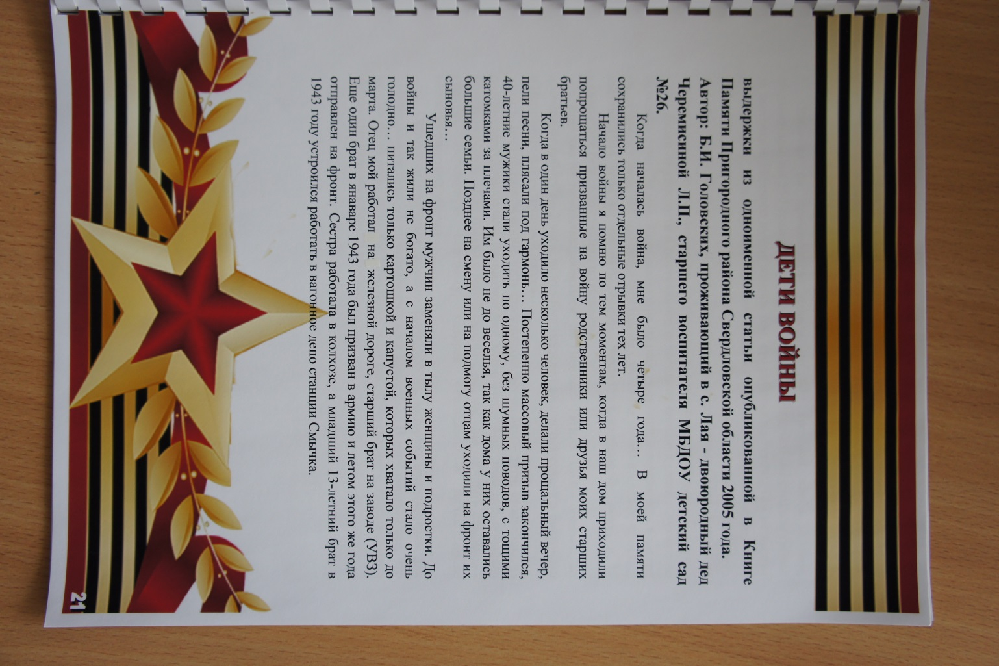 ДЕТИ ВОЙНЫ
выдержки из одноименной статьи опубликованной в Книге
Памяти Пригородного района Свердловской области 2005 года.
Автор: Б.И. Головских, проживающий в с. Лая - двоюродный дед
Черемисиной Л.П., старшего воспитателя МБДОУ детский сад
№26.
Когда началась война, мне было четыре года… В моей памяти
сохранились только отдельные отрывки тех лет.
Начало войны я помню по тем моментам, когда в наш дом приходили
попрощаться призванные на войну родственники или друзья моих старших
братьев.
Когда в один день уходило несколько человек, делали прощальный вечер,
пели песни, плясали под гармонь… Постепенно массовый призыв закончился,
40-летние мужики стали уходить по одному, без шумных поводов, с тощими
катомками за плечами. Им было не до веселья, так как дома у них оставались
большие семьи. Позднее на смену или на подмогу отцам уходили на фронт их
сыновья…
Ушедших на фронт мужчин заменяли в тылу женщины и подростки. До
войны и так жили не богато, а с началом военных событий стало очень
голодно… питались только картошкой и капустой, которых хватало только до
марта. Отец мой работал на железной дороге, старший брат на заводе (УВЗ).
Еще один брат в янаваре 1943 года был призван в армию и летом этого же года
отправлен на фронт. Сестра работала в колхозе, а младший 13-летний брат в
1943 году устроился работать в вагонное депо станции Смычка.
21